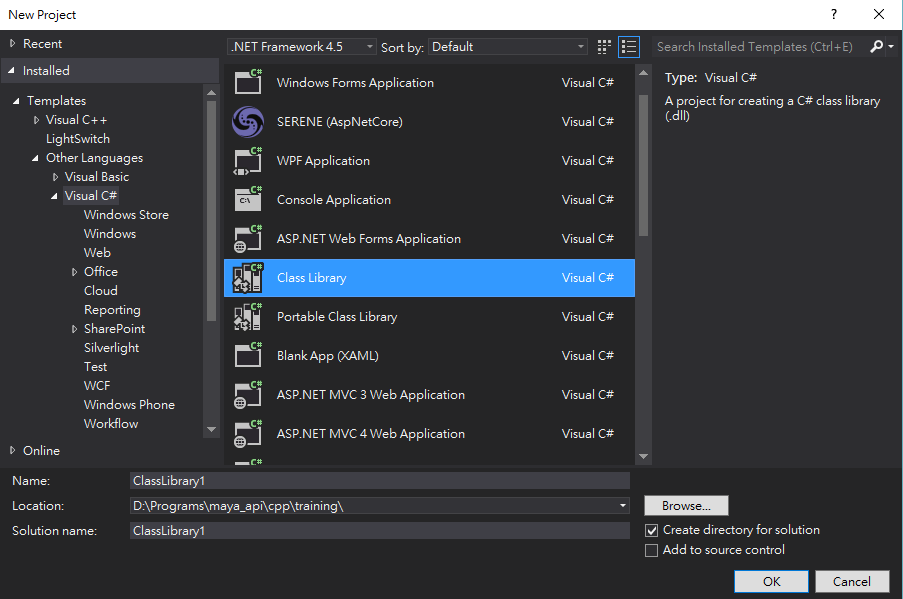 New Project
Recent
Installed
Templates
Visual C++
LightSwitch
Other Languages
Visual Basic
Visual C#
Windows Store
Windows
Web
Office
Cloud
Reporting
SharePoint
Silverlight
Test
WCF
Windows Phone
Workflow
Online
.NET Framework 4.5 Sort by: Default
Windows Forms Application Visual C#
SERENE (AspNetCore) Visual C#
WPF Application Visual C#
Console Application Visual C#
ASP.NET Web Forms Application Visual C#
Class Library Visual C#
Portable Class Library Visual C#
Blank App (XAML) Visual C#
ASP.NET MVC 3 Web Application Visual C#
ASP.NET MVC 4 Web Application Visual C#
Search Installed Templates (Ctrl+E)
Type: Visual C#
A project for creating a C# class library
(.dll)
Name: ClassLibrary1
Location: D:\Programs\maya_api\cpp\training\ Browse...
Solution name: ClassLibrary1
Create directory for solution
Add to source control
OK Cancel